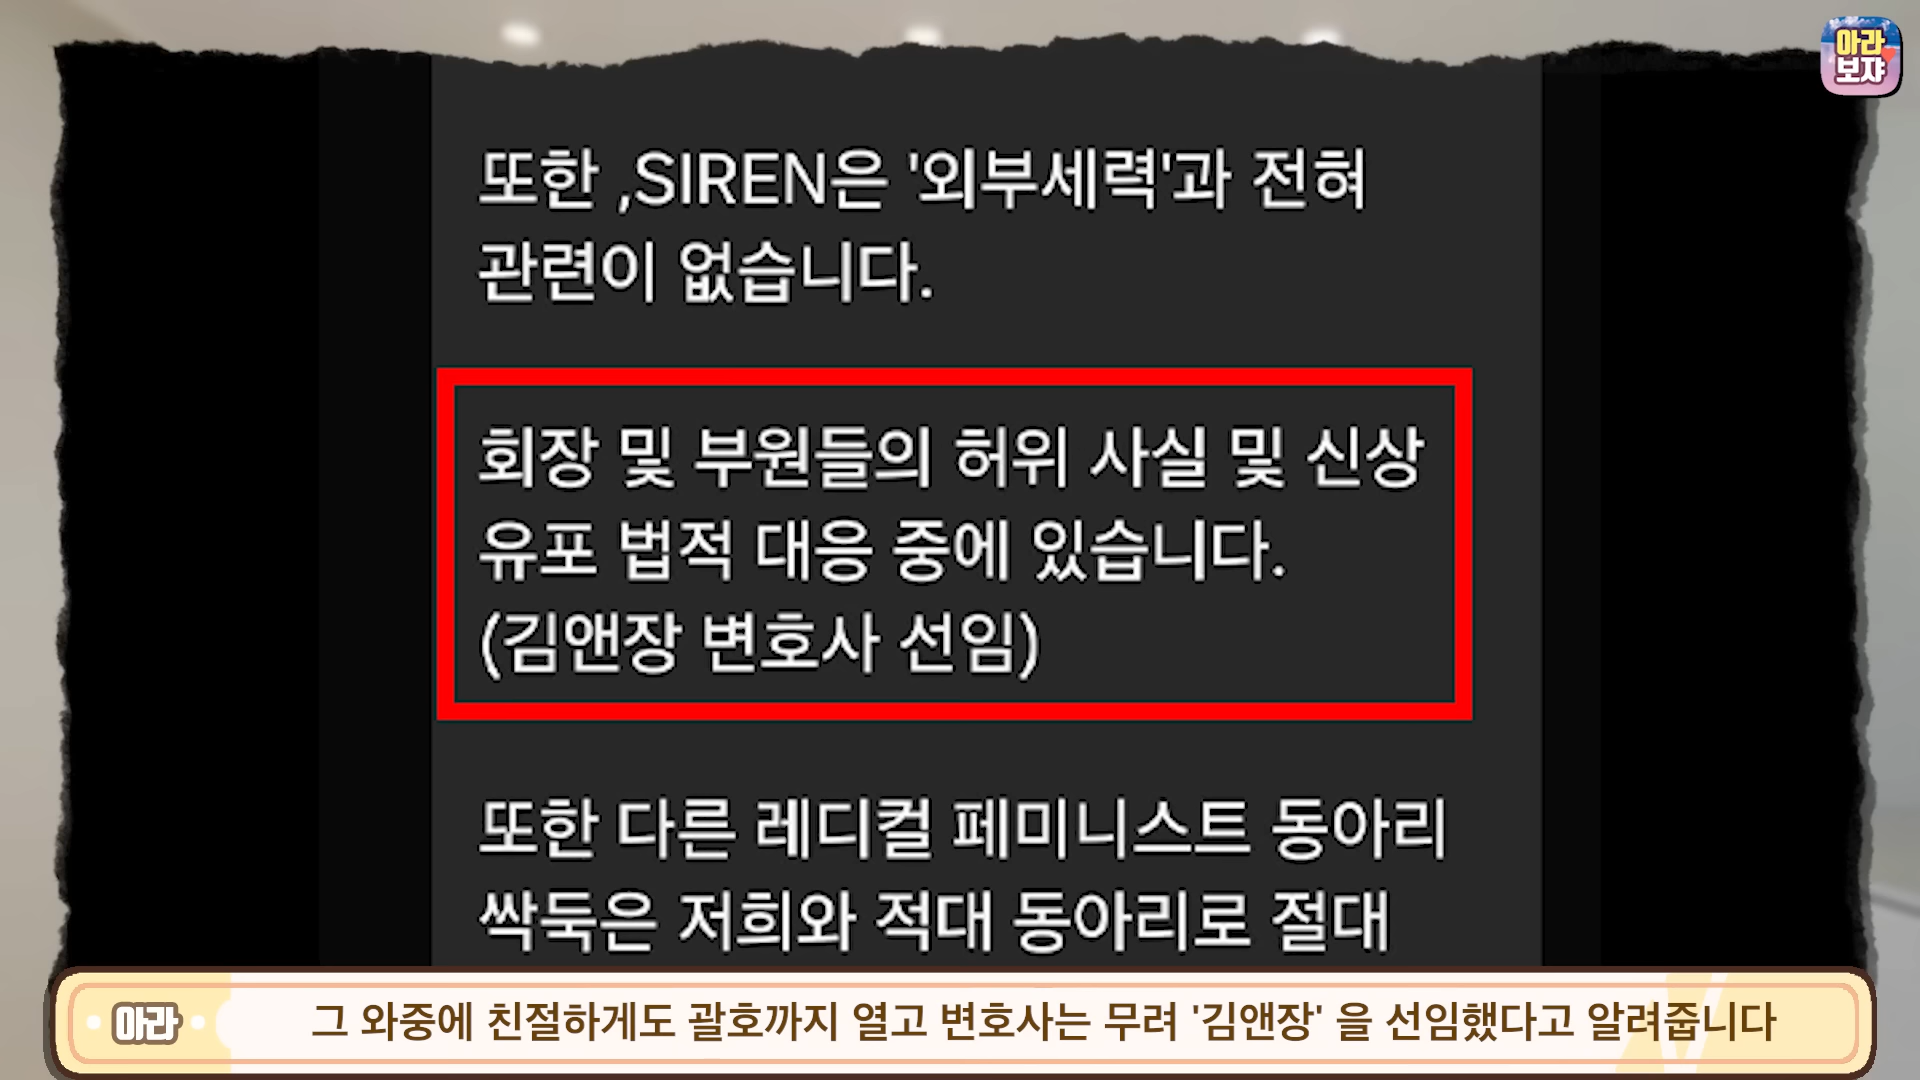 아라
보쟈
또한 ,SIREN은 '외부세력'과 전혀
관련이 없습니다.
회장 및 부원들의 허위 사실 및 신상
유포 법적 대응 중에 있습니다.
(김앤장 변호사 선임)
또한 다른 레디컬 페미니스트 동아리
싹둑은 저희와 적대 동아리로 절대
아라
그 와중에 친절하게도 괄호까지 열고 변호사는 무려 '김앤장' 을 선임했다고 알려줍니다